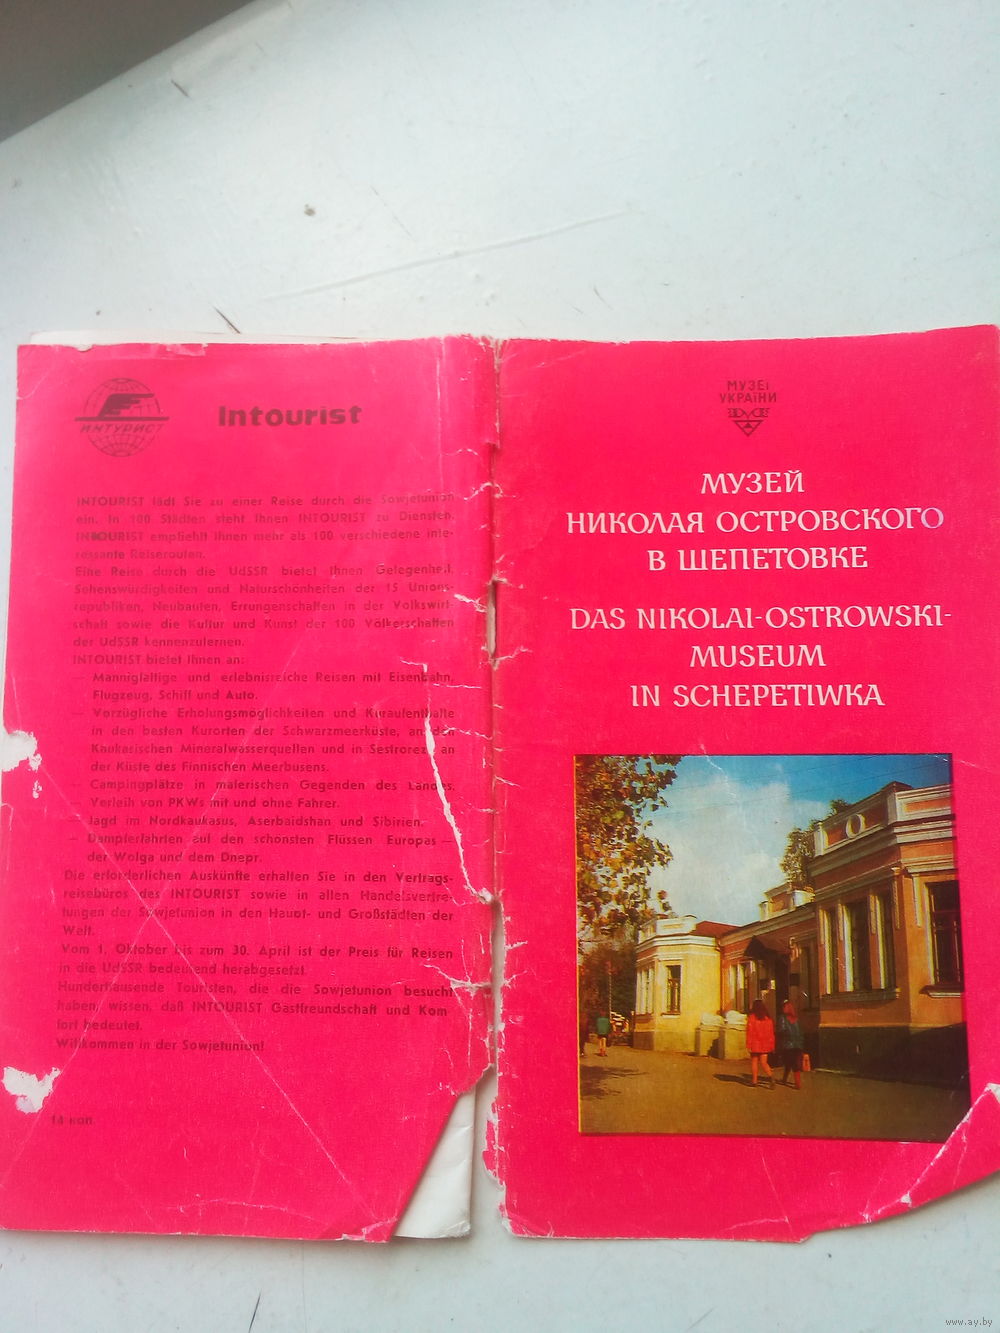 ИНТУРИСТ
Intourist
INTOURIST lädt Sie zu einer Reise durch die Sowjetunion
ein. In 100 Städten steht Ihnen INTOURIST zu Diensten.
INTOURIST empfiehlt Ihnen mehr als 100 verschiedene inte-
ressante Reiserouten.
Eine Reise durch die UdSSR bietet Ihnen Gelegenheit,
Sehenswürdigkeiten und Naturschönheiten der 15 Unions-
republiken, Neubauten, Errungenschaften in der Volkswirt-
schaft sowie die Kultur und Kunst der 100 Völkerschaften
der UdSSR kennenzulernen.
INTOURIST bietet Ihnen an:
— Mannigfaltige und erlebnisreiche Reisen mit Eisenbahn,
Flugzeug, Schiff und Auto.
— Vorzügliche Erholungsmöglichkeiten und Kuraufenthalte
in den besten Kurorten der Schwarzmeerküste, an den
Kaukasischen Mineralwasserquellen und in Sestrorezk an
der Küste des Finnischen Meerbusens.
— Campingplätze in malerischen Gegenden des Landes.
— Verleih von PKWs mit und ohne Fahrer.
— Jagd im Nordkaukasus, Aserbaidshan und Sibirien.
— Dampferfahrten auf den schönsten Flüssen Europas —
der Wolga und dem Dnepr.
Die erforderlichen Auskünfte erhalten Sie in den Vertrags-
reisebüros des INTOURIST sowie in allen Handelsvertre-
tungen der Sowjetunion in den Haupt- und Großstädten der
Welt.
Vom 1. Oktober bis zum 30. April ist der Preis für Reisen
in die UdSSR bedeutend herabgesetzt.
Hunderttausende Touristen, die die Sowjetunion besucht
haben, wissen, daß INTOURIST Gastfreundschaft und Kom-
fort bedeutet.
Willkommen in der Sowjetunion!
14 коп.
МУЗЕЇ
УКРАЇНИ
МУЗЕЙ
НИКОЛАЯ ОСТРОВСКОГО
В ШЕПЕТОВКЕ
DAS NIKOLAI-OSTROWSKI-
MUSEUM
IN SCHEPETIWKA
www.ay.by